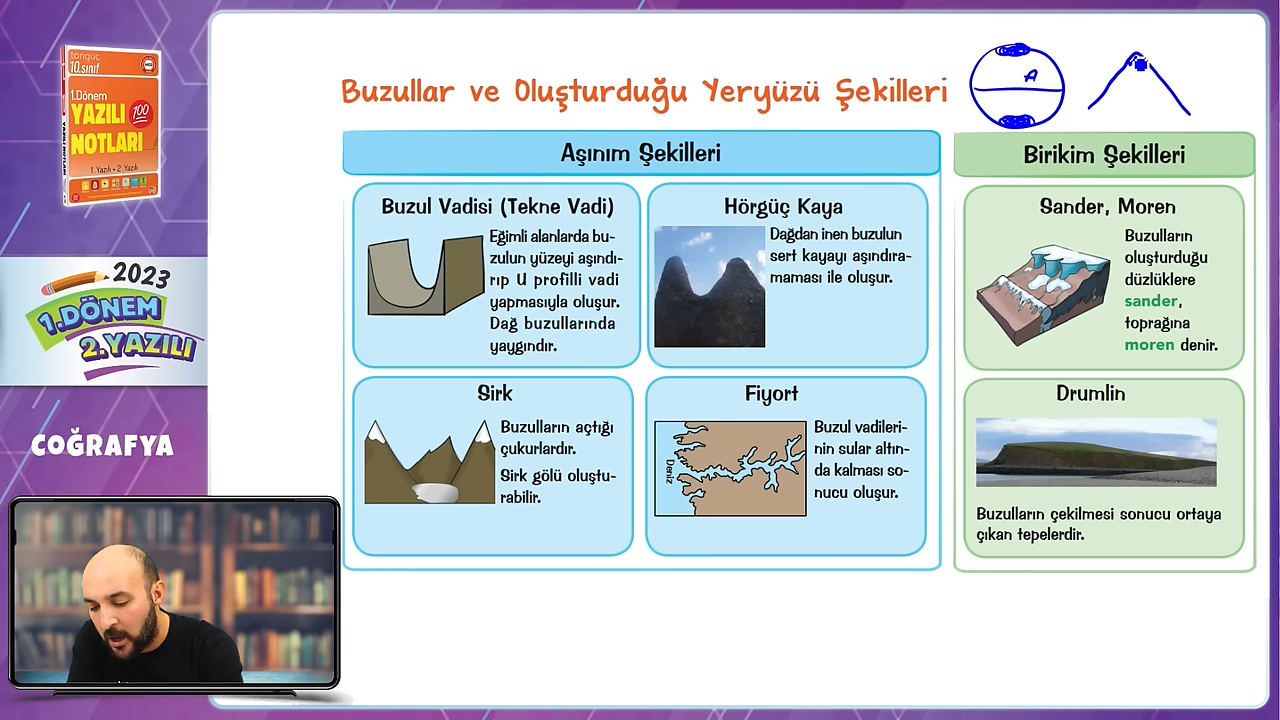 tonguç
10.sınıf
1.Dönem
YAZILI
100
NOTLARI
1.Yazılı + 2.Yazılı
2023
1.DÖNEM
2.YAZILI
COĞRAFYA
Buzullar ve Oluşturduğu Yeryüzü Şekilleri
A
Aşınım Şekilleri
Buzul Vadisi (Tekne Vadi)
Eğimli alanlarda bu-
zulun yüzeyi aşındı-
rıp U profilli vadi
yapmasıyla oluşur.
Dağ buzullarında
yaygındır.
Hörgüç Kaya
Dağdan inen buzulun
sert kayayı aşındıra-
maması ile oluşur.
Sirk
Buzulların açtığı
çukurlardır.
Sirk gölü oluştu-
rabilir.
Fiyort
Deniz
Buzul vadileri-
nin sular altın-
da kalması so-
nucu oluşur.
Birikim Şekilleri
Sander, Moren
Buzulların
oluşturduğu
düzlüklere
sander,
toprağına
moren denir.
Drumlin
Buzulların çekilmesi sonucu ortaya
çıkan tepelerdir.